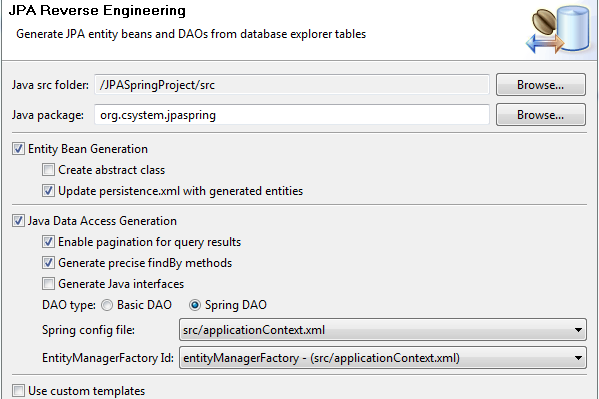 JPA Reverse Engineering
Generate JPA entity beans and DAOs from database explorer tables
Java src folder: /JPASpringProject/src Browse...
Java package: org.csystem.jpaspring Browse...
Entity Bean Generation
Create abstract class
Update persistence.xml with generated entities
Java Data Access Generation
Enable pagination for query results
Generate precise findBy methods
Generate Java interfaces
DAO type: Basic DAO Spring DAO
Spring config file: src/applicationContext.xml
EntityManagerFactory Id: entityManagerFactory - (src/applicationContext.xml)
Use custom templates